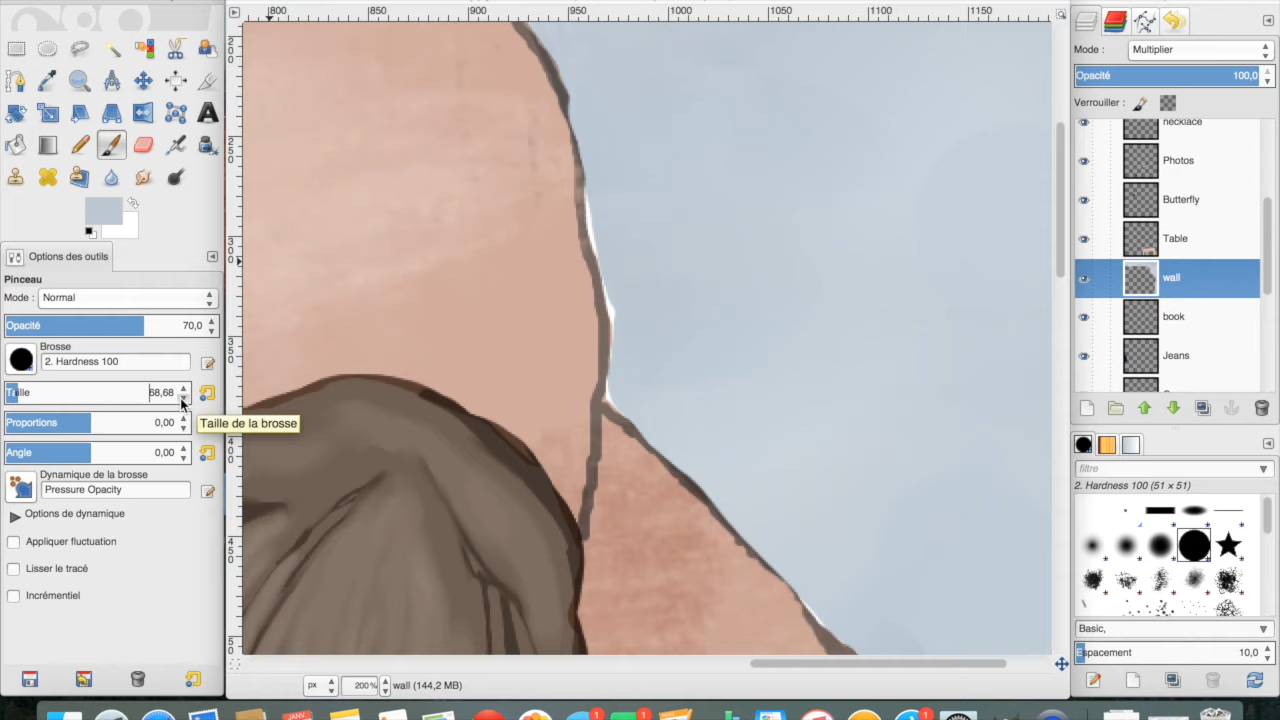 800 850 900 950 1000 1050 1100 1150
Mode : Multiplier
Opacité 100,0
Verrouiller :
necklace
Photos
Butterfly
Table
wall
book
Jeans
A
Options des outils
Pinceau
Mode : Normal
Opacité 70,0
Brosse
2. Hardness 100
Taille 68,68
Taille de la brosse
Proportions 0,00
Angle 0,00
Dynamique de la brosse
Pressure Opacity
Options de dynamique
Appliquer fluctuation
Lisser le tracé
Incrémentiel
filtre
2. Hardness 100 (51 × 51)
Basic,
Espacement 10,0
px 200% wall (144,2 MB)
JANV
1 1 1